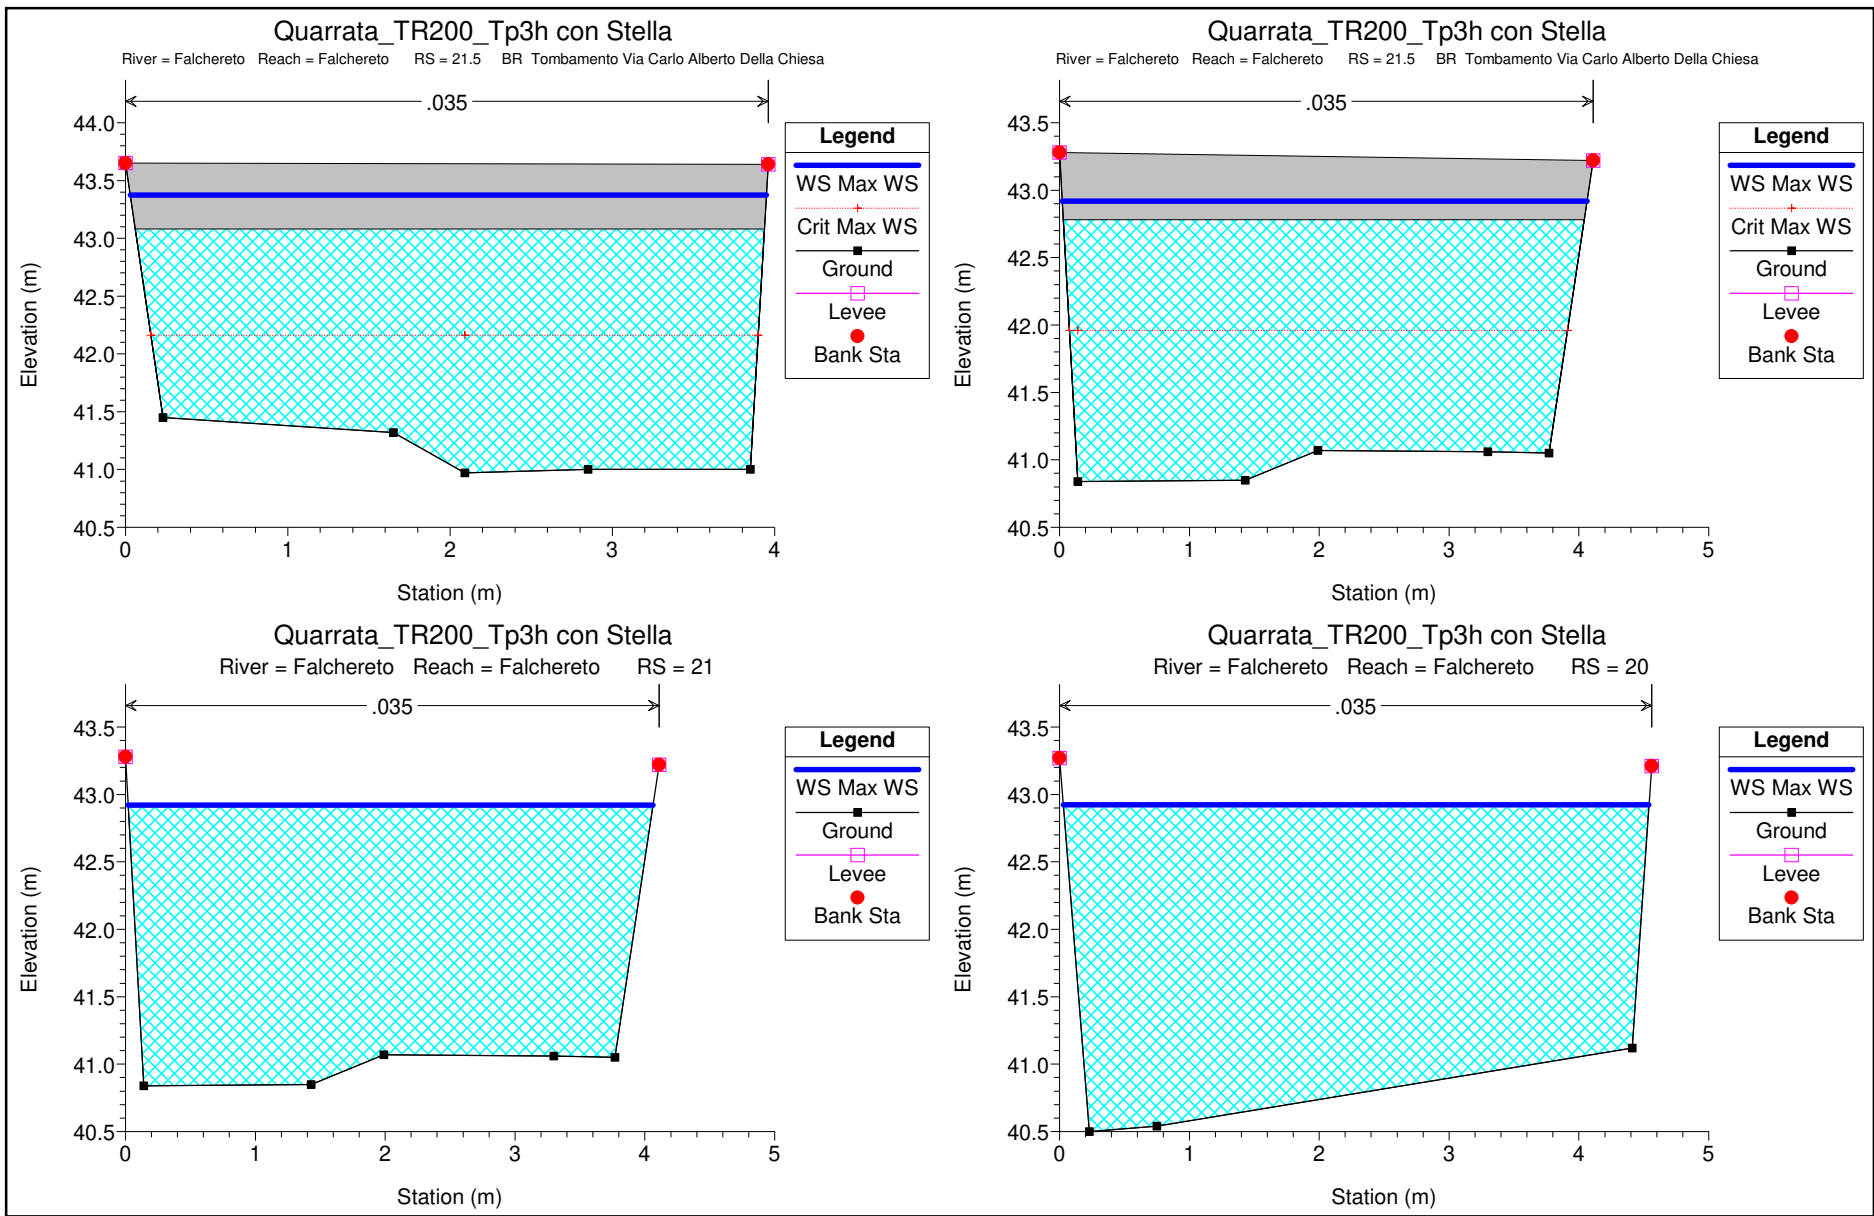 Quarrata_TR200_Tp3h con Stella
River = Falchereto Reach = Falchereto RS = 21.5 BR Tombamento Via Carlo Alberto Della Chiesa
.035
44.0
43.5
43.0
42.5
42.0
41.5
41.0
40.5
0 1 2 3 4
Station (m)
Elevation (m)
Legend
WS Max WS
Crit Max WS
Ground
Levee
Bank Sta
Quarrata_TR200_Tp3h con Stella
River = Falchereto Reach = Falchereto RS = 21.5 BR Tombamento Via Carlo Alberto Della Chiesa
.035
43.5
43.0
42.5
42.0
41.5
41.0
40.5
0 1 2 3 4 5
Station (m)
Elevation (m)
Legend
WS Max WS
Crit Max WS
Ground
Levee
Bank Sta
Quarrata_TR200_Tp3h con Stella
River = Falchereto Reach = Falchereto RS = 21
.035
43.5
43.0
42.5
42.0
41.5
41.0
40.5
0 1 2 3 4 5
Station (m)
Elevation (m)
Legend
WS Max WS
Ground
Levee
Bank Sta
Quarrata_TR200_Tp3h con Stella
River = Falchereto Reach = Falchereto RS = 20
.035
43.5
43.0
42.5
42.0
41.5
41.0
40.5
0 1 2 3 4 5
Station (m)
Elevation (m)
Legend
WS Max WS
Ground
Levee
Bank Sta